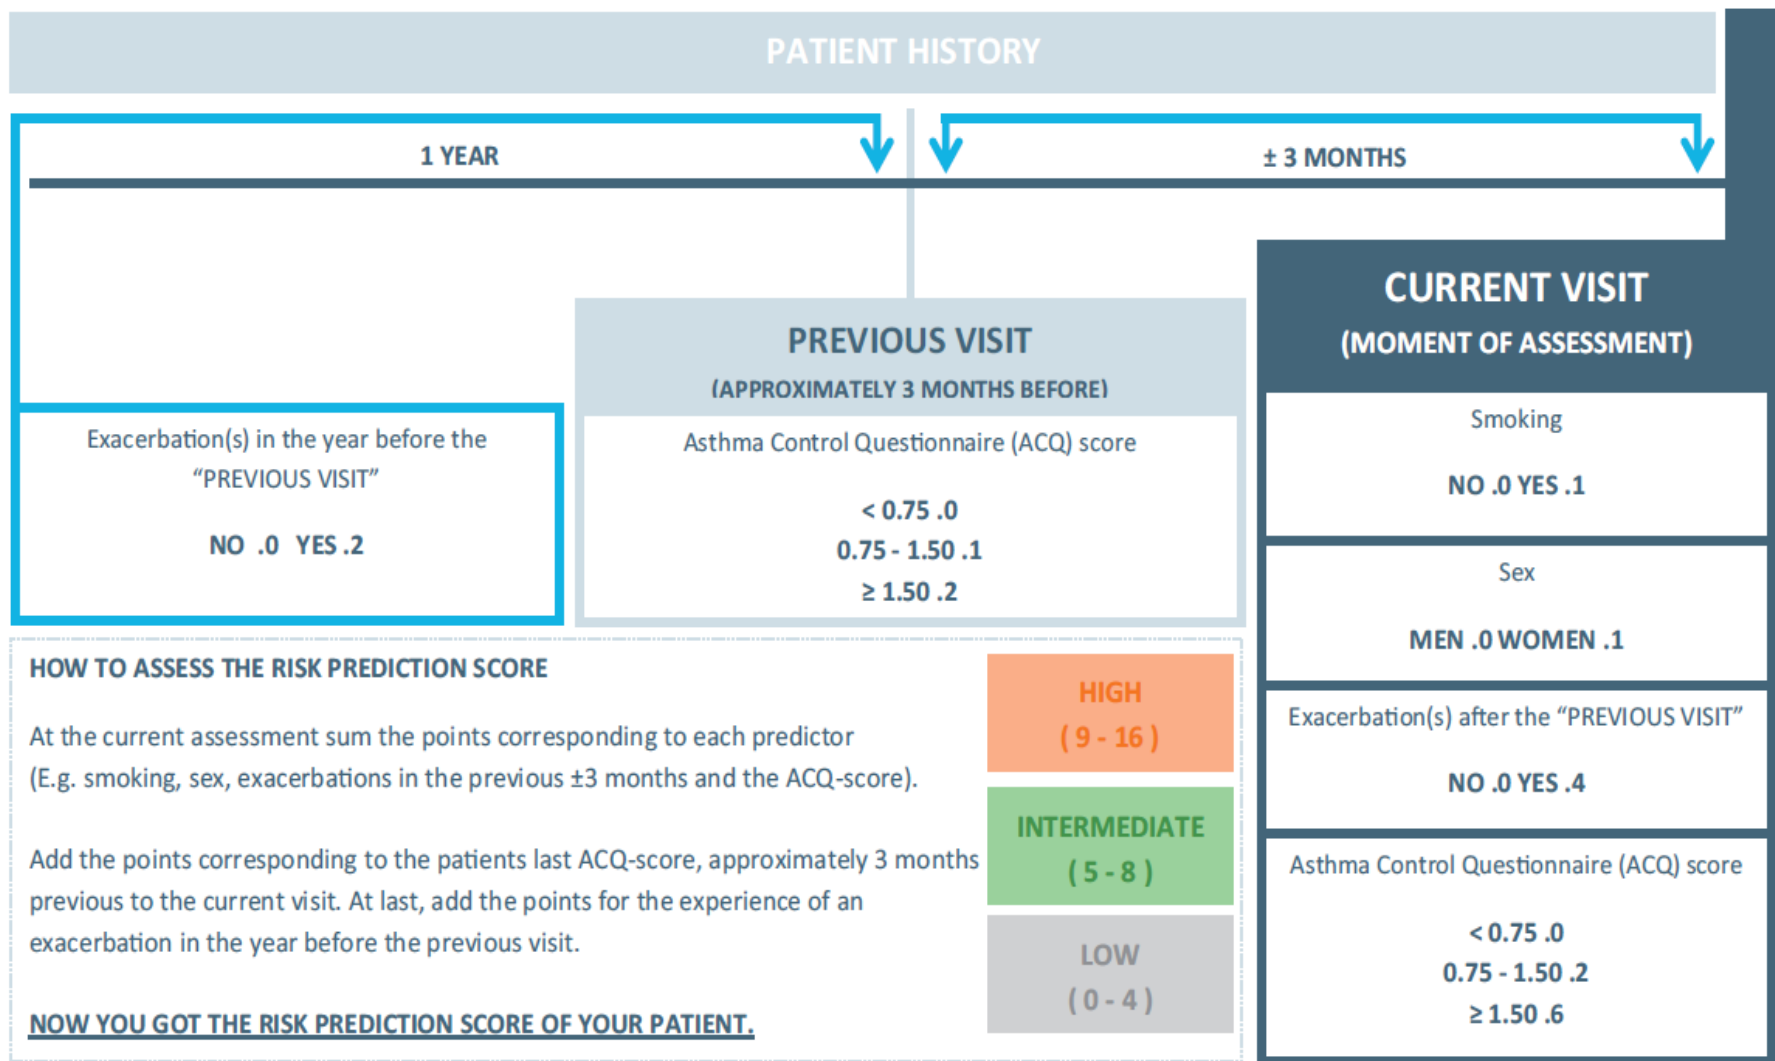 PATIENT HISTORY
1 YEAR
± 3 MONTHS
Exacerbation(s) in the year before the
“PREVIOUS VISIT”
NO .0 YES .2
PREVIOUS VISIT
(APPROXIMATELY 3 MONTHS BEFORE)
Asthma Control Questionnaire (ACQ) score
< 0.75 .0
0.75 - 1.50 .1
≥ 1.50 .2
CURRENT VISIT
(MOMENT OF ASSESSMENT)
Smoking
NO .0 YES .1
Sex
MEN .0 WOMEN .1
Exacerbation(s) after the “PREVIOUS VISIT”
NO .0 YES .4
Asthma Control Questionnaire (ACQ) score
< 0.75 .0
0.75 - 1.50 .2
≥ 1.50 .6
HOW TO ASSESS THE RISK PREDICTION SCORE
At the current assessment sum the points corresponding to each predictor
(E.g. smoking, sex, exacerbations in the previous ±3 months and the ACQ-score).
Add the points corresponding to the patients last ACQ-score, approximately 3 months
previous to the current visit. At last, add the points for the experience of an
exacerbation in the year before the previous visit.
NOW YOU GOT THE RISK PREDICTION SCORE OF YOUR PATIENT.
HIGH
( 9 - 16 )
INTERMEDIATE
( 5 - 8 )
LOW
( 0 - 4 )